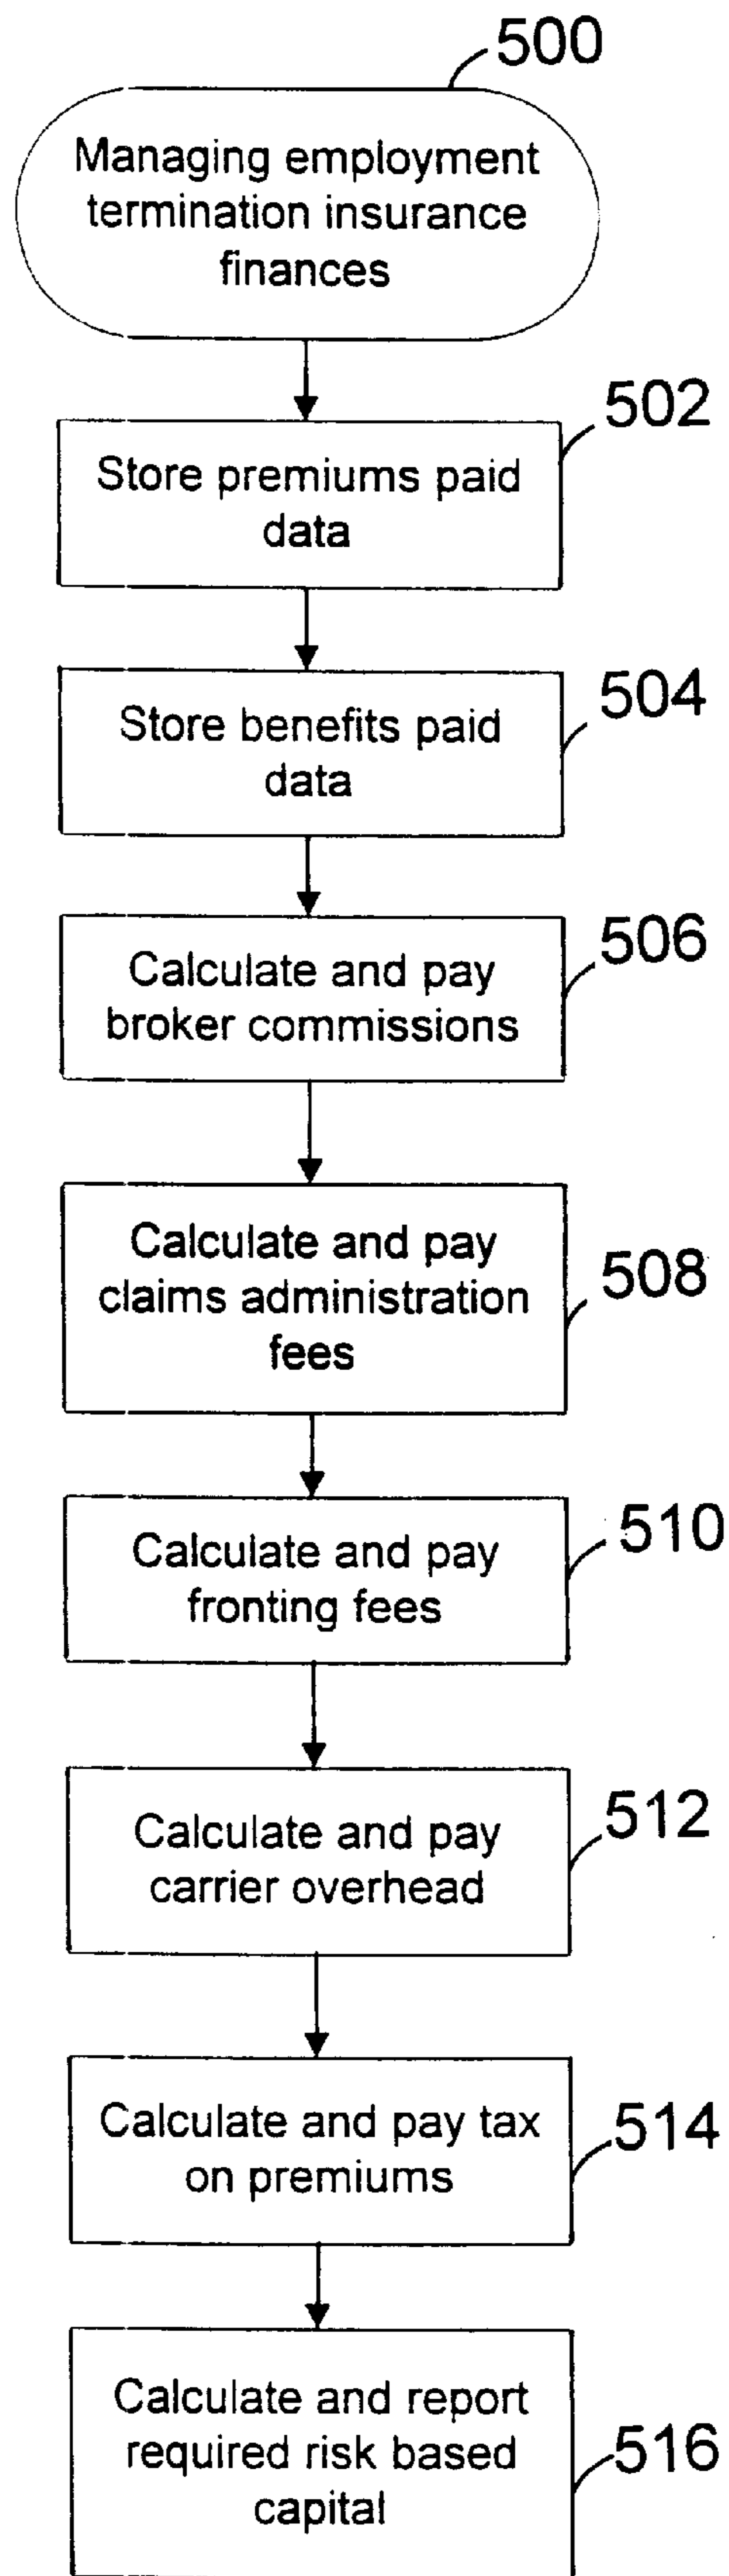 500
Managing employment
termination insurance
finances
502
Store premiums paid
data
504
Store benefits paid
data
506
Calculate and pay
broker commissions
508
Calculate and pay
claims administration
fees
510
Calculate and pay
fronting fees
512
Calculate and pay
carrier overhead
514
Calculate and pay tax
on premiums
516
Calculate and report
required risk based
capital